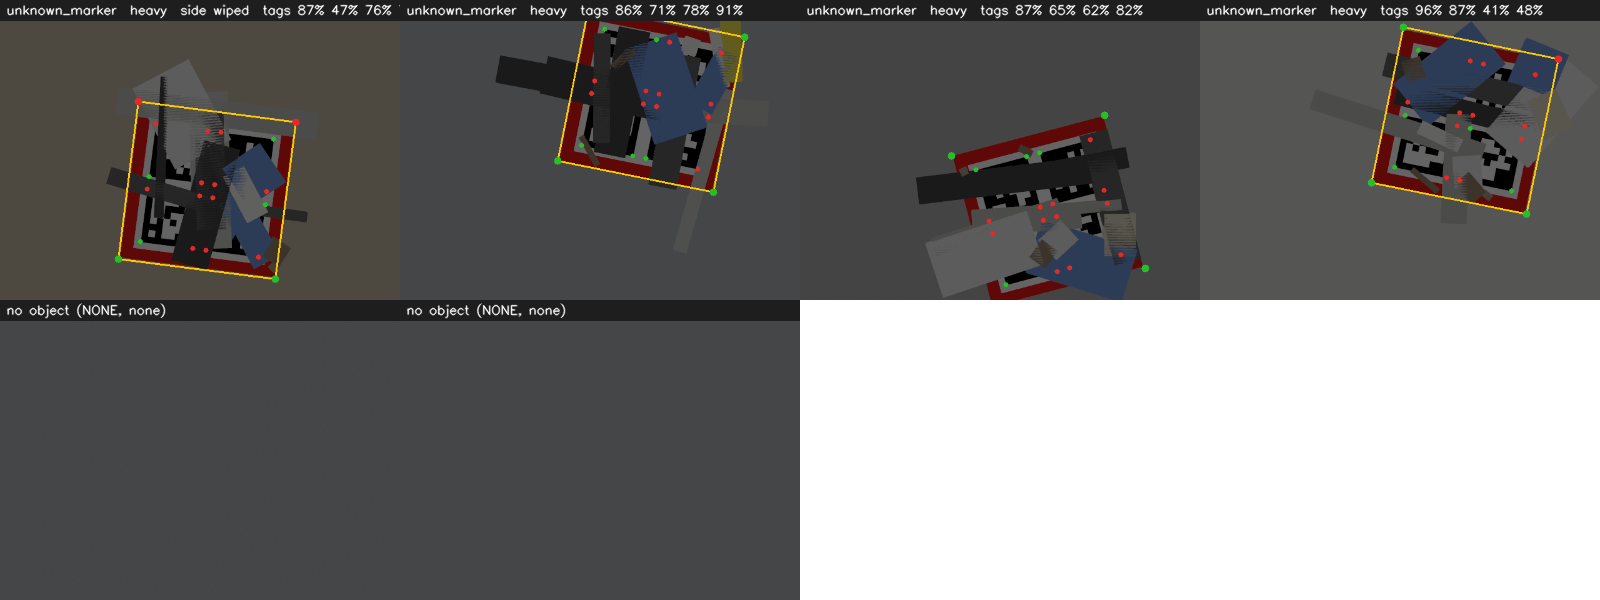 unknown_marker heavy side wiped tags 87% 47% 76%
unknown_marker heavy tags 86% 71% 78% 91%
unknown_marker heavy tags 87% 65% 62% 82%
unknown_marker heavy tags 96% 87% 41% 48%
no object (NONE, none)
no object (NONE, none)